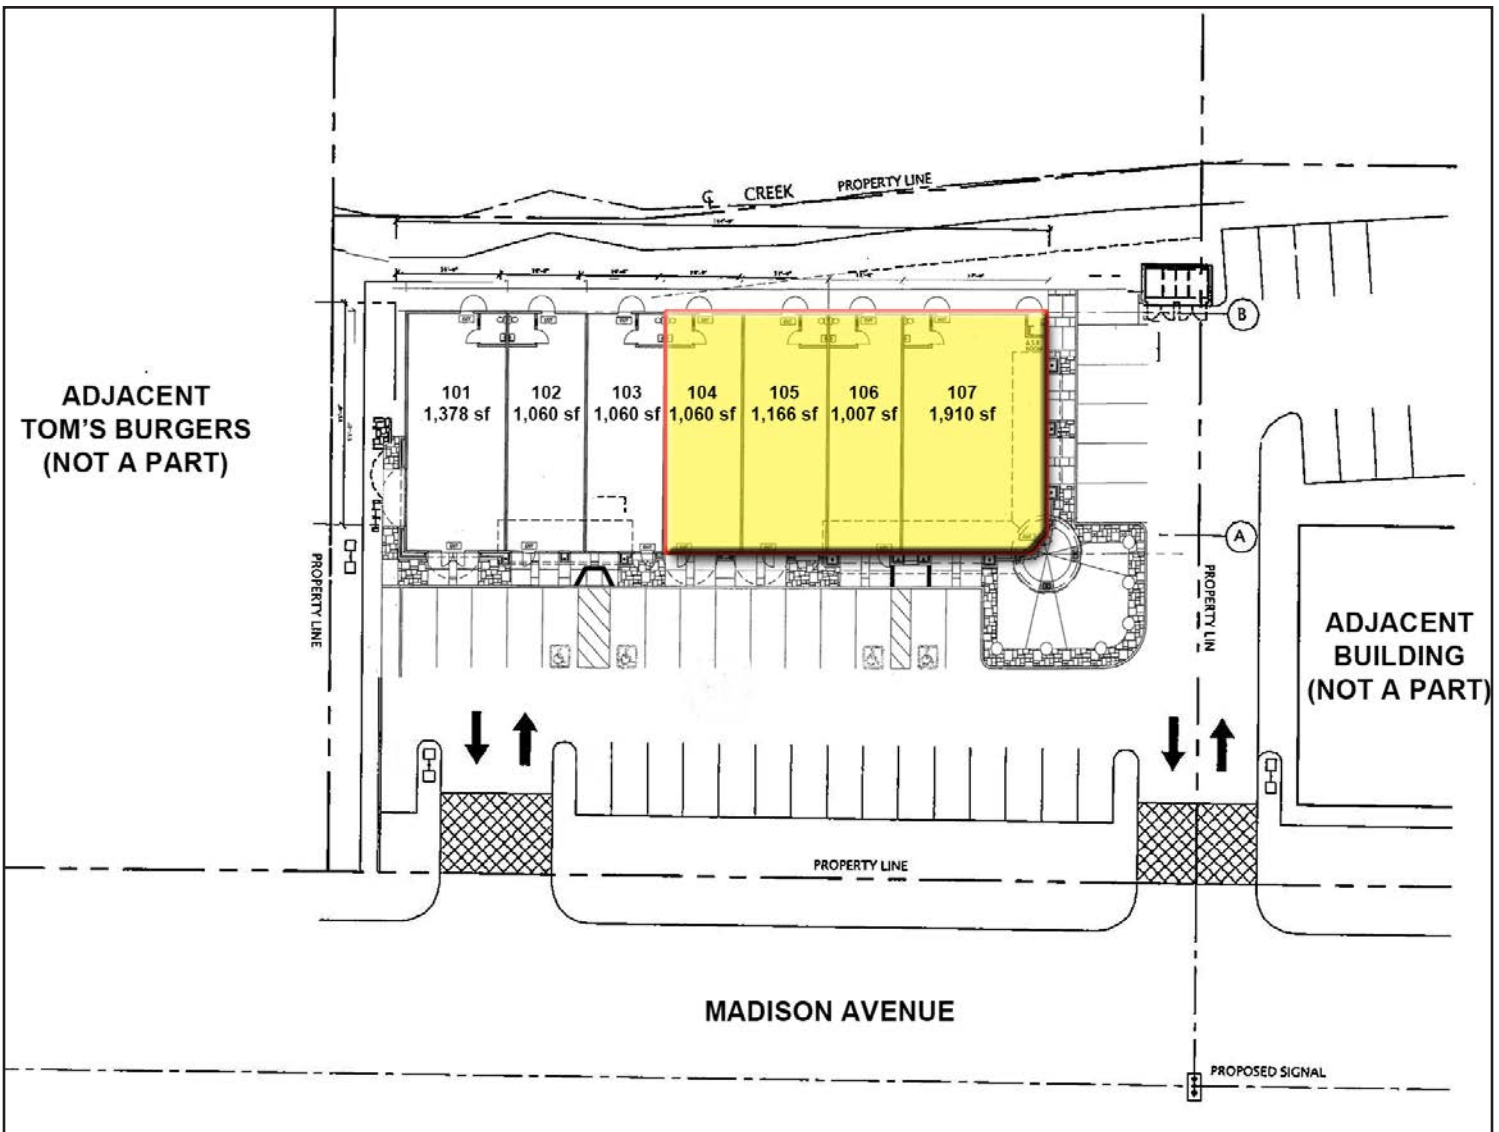 CREEK
PROPERTY LINE
B
ADJACENT
TOM'S BURGERS
(NOT A PART)
101
1,378 sf
102
1,060 sf
103
1,060 sf
104
1,060 sf
105
1,166 sf
106
1,007 sf
107
1,910 sf
A
PROPERTY LINE
PROPERTY LIN
ADJACENT
BUILDING
(NOT A PART)
PROPERTY LINE
MADISON AVENUE
PROPOSED SIGNAL